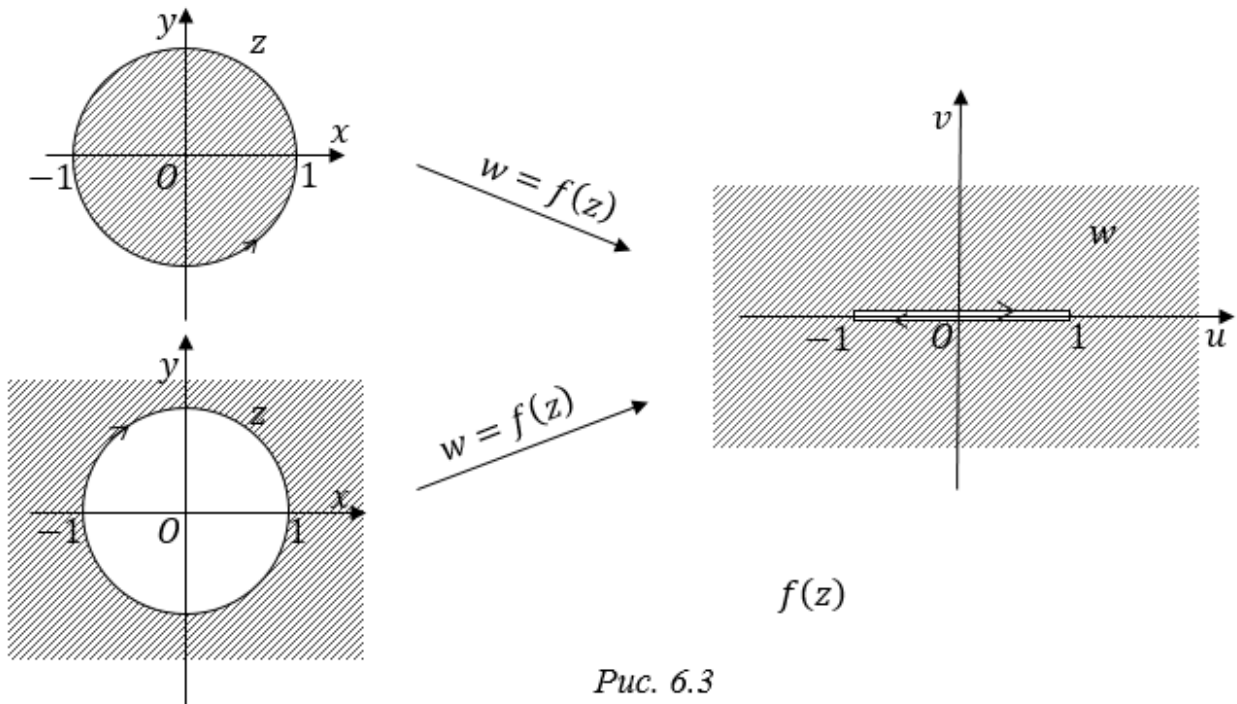 y
z
x
−1
O
1
w = f(z)
v
w
−1
O
1
u
y
z
x
−1
O
1
w = f(z)
f(z)
Рис. 6.3